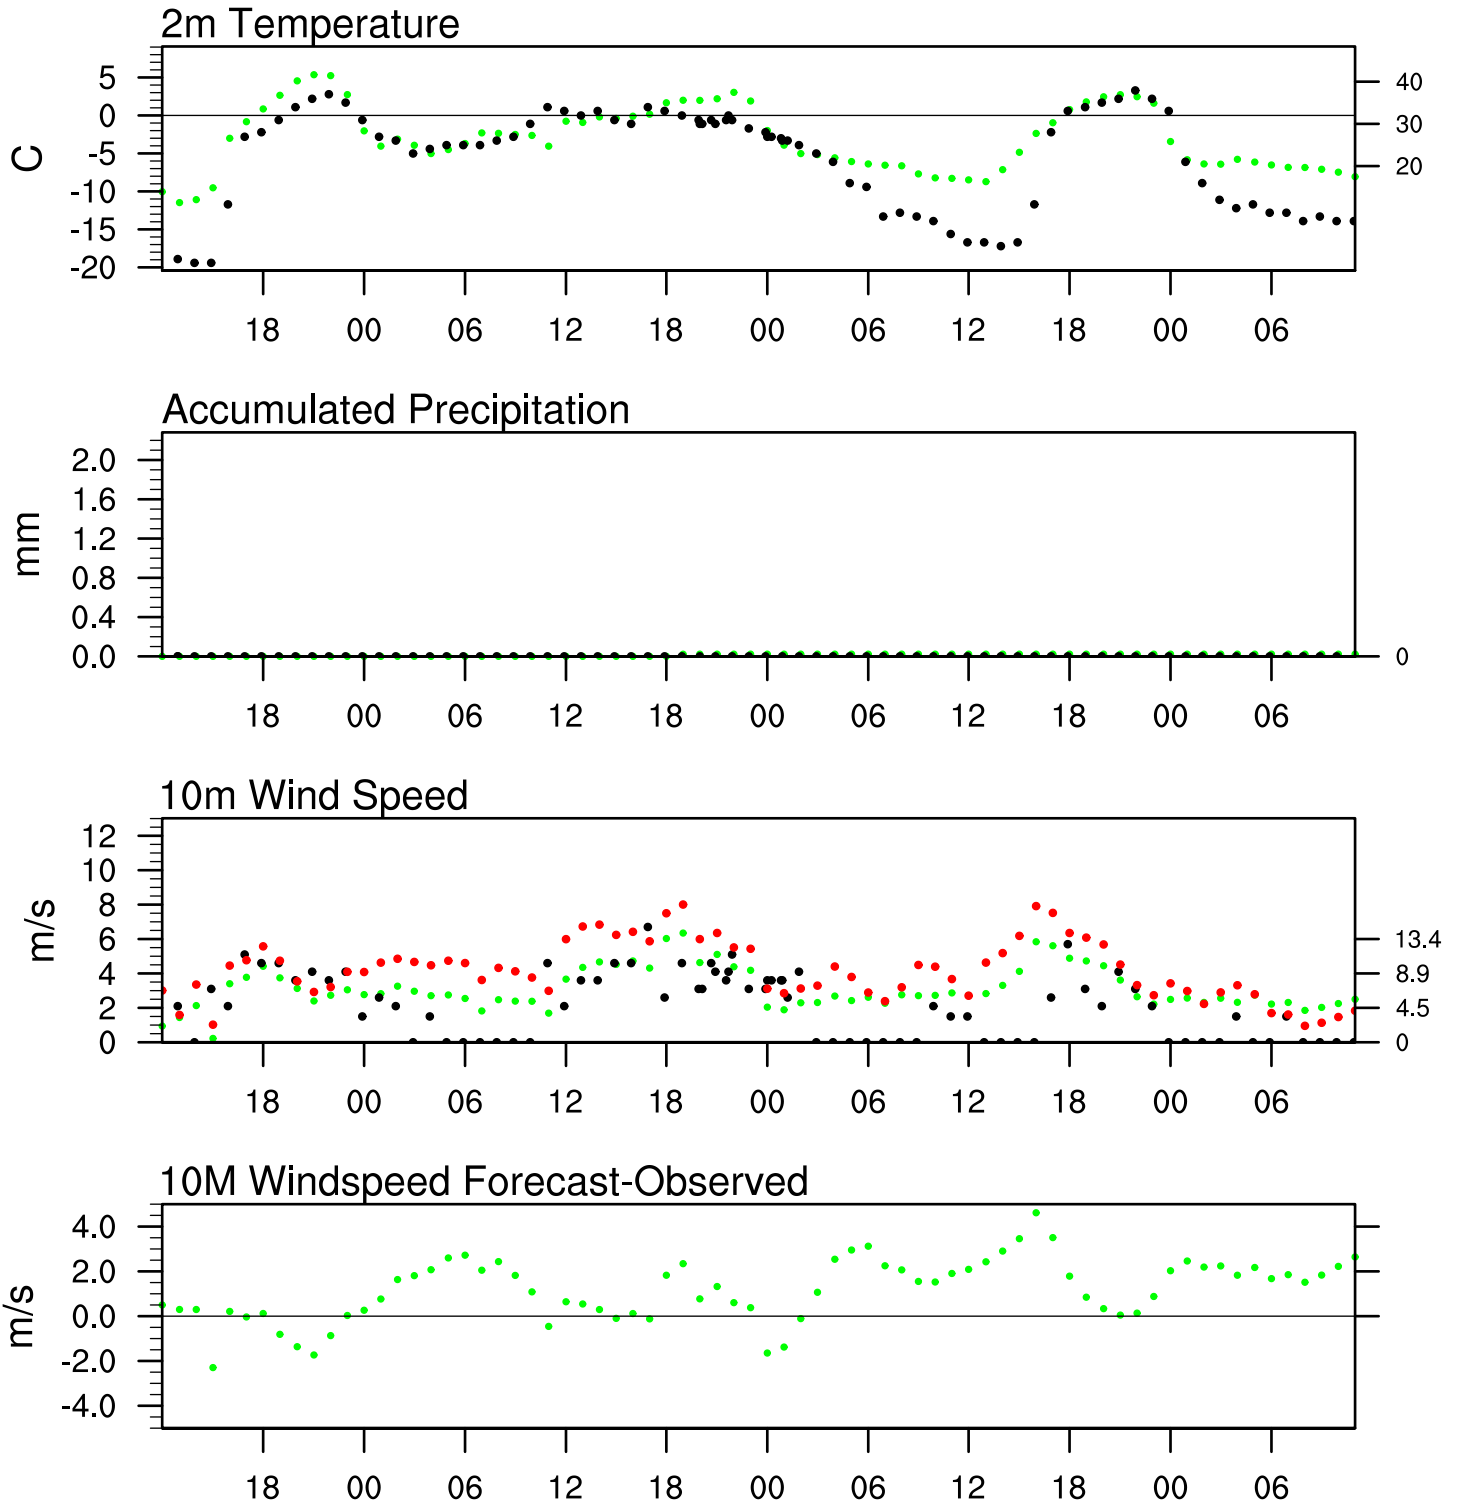 2m Temperature
5
0
-5
-10
-15
-20
C
40
30
20
18 00 06 12 18 00 06 12 18 00 06
Accumulated Precipitation
2.0
1.6
1.2
0.8
0.4
0.0
mm
0
18 00 06 12 18 00 06 12 18 00 06
10m Wind Speed
12
10
8
6
4
2
0
m/s
13.4
8.9
4.5
0
18 00 06 12 18 00 06 12 18 00 06
10M Windspeed Forecast-Observed
4.0
2.0
0.0
-2.0
-4.0
m/s
18 00 06 12 18 00 06 12 18 00 06